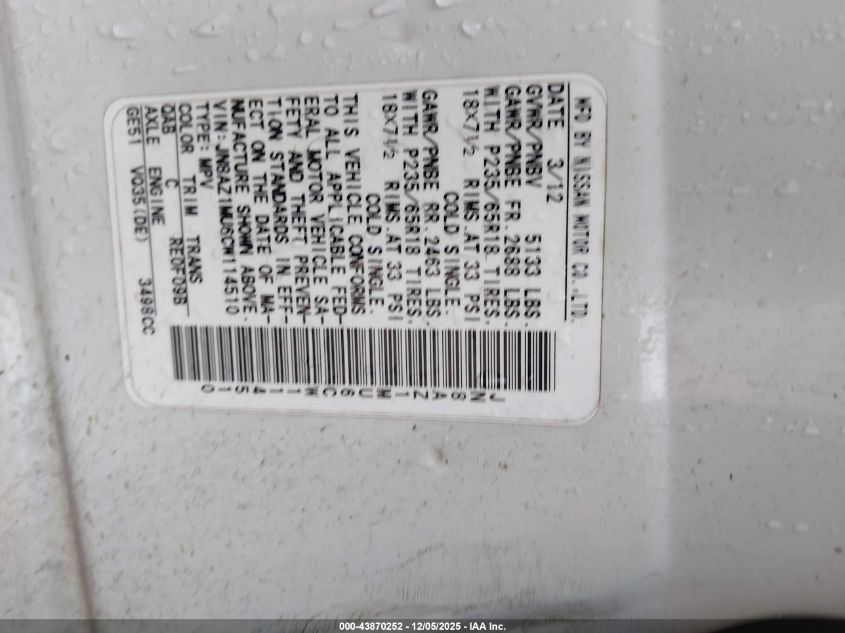 MFD BY NISSAN MOTOR CO.,LTD.
DATE 3/12
GVWR/PNBV 5133 LBS.
GAWR/PNBE FR. 2688 LBS.
WITH P235/65R18 TIRES.
18X7½ RIMS.AT 33 PSI
COLD SINGLE.
GAWR/PNBE RR. 2463 LBS.
WITH P235/65R18 TIRES.
18X7½ RIMS.AT 33 PSI
COLD SINGLE.
THIS VEHICLE CONFORMS
TO ALL APPLICABLE FED-
ERAL MOTOR VEHICLE SA-
FETY AND THEFT PREVEN-
TION STANDARDS IN EFF-
ECT ON THE DATE OF MA-
NUFACTURE SHOWN ABOVE.
VIN:JN8AZ1MU6CW114510
TYPE: MPV
COLOR TRIM TRANS
QAB C RE0F09B
AXLE ENGINE
GE51 VQ35(DE) 3498CC
JN8AZ1MU6CW114510
000-43870252 - 12/05/2025 - IAA Inc.